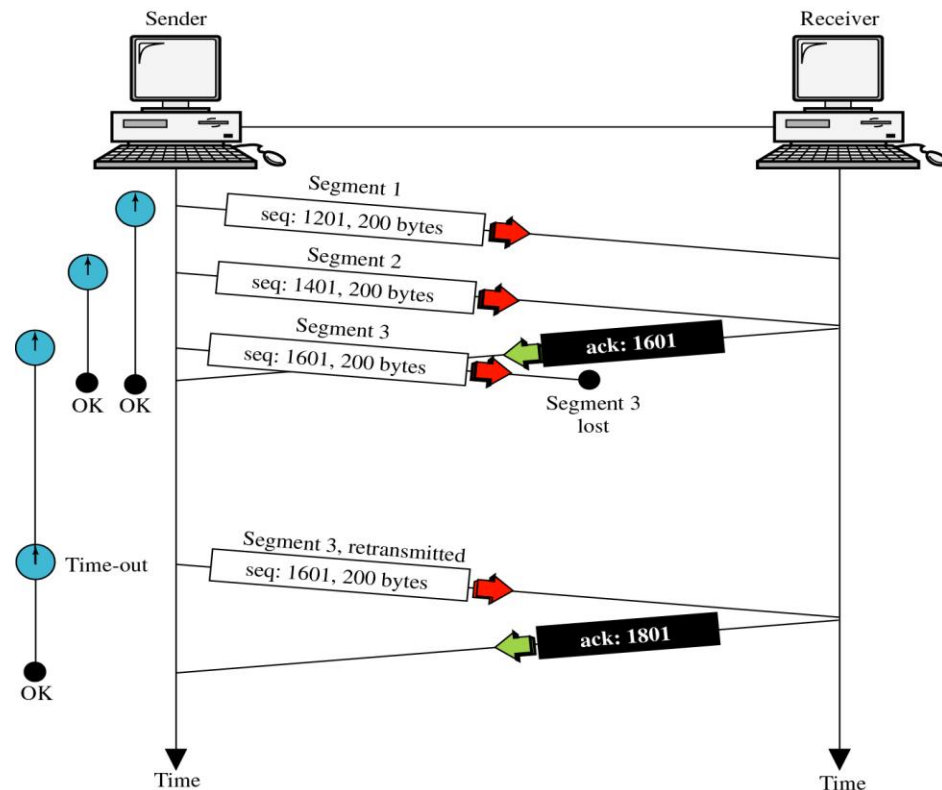 Sender
Receiver
Segment 1
seq: 1201, 200 bytes
Segment 2
seq: 1401, 200 bytes
Segment 3
ack: 1601
seq: 1601, 200 bytes
OK
OK
Segment 3
lost
Segment 3, retransmitted
Time-out
seq: 1601, 200 bytes
ack: 1801
OK
Time
Time